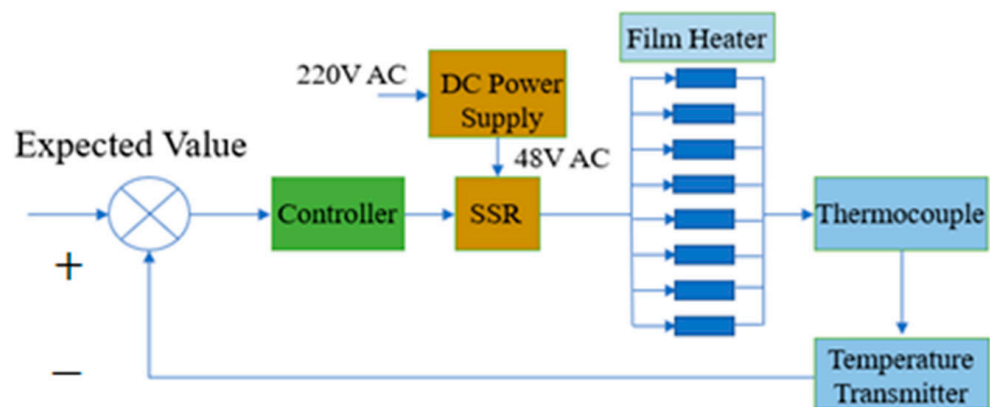 Film Heater
220V AC
DC Power
Supply
Expected Value
48V AC
Controller
SSR
Thermocouple
+
−
Temperature
Transmitter